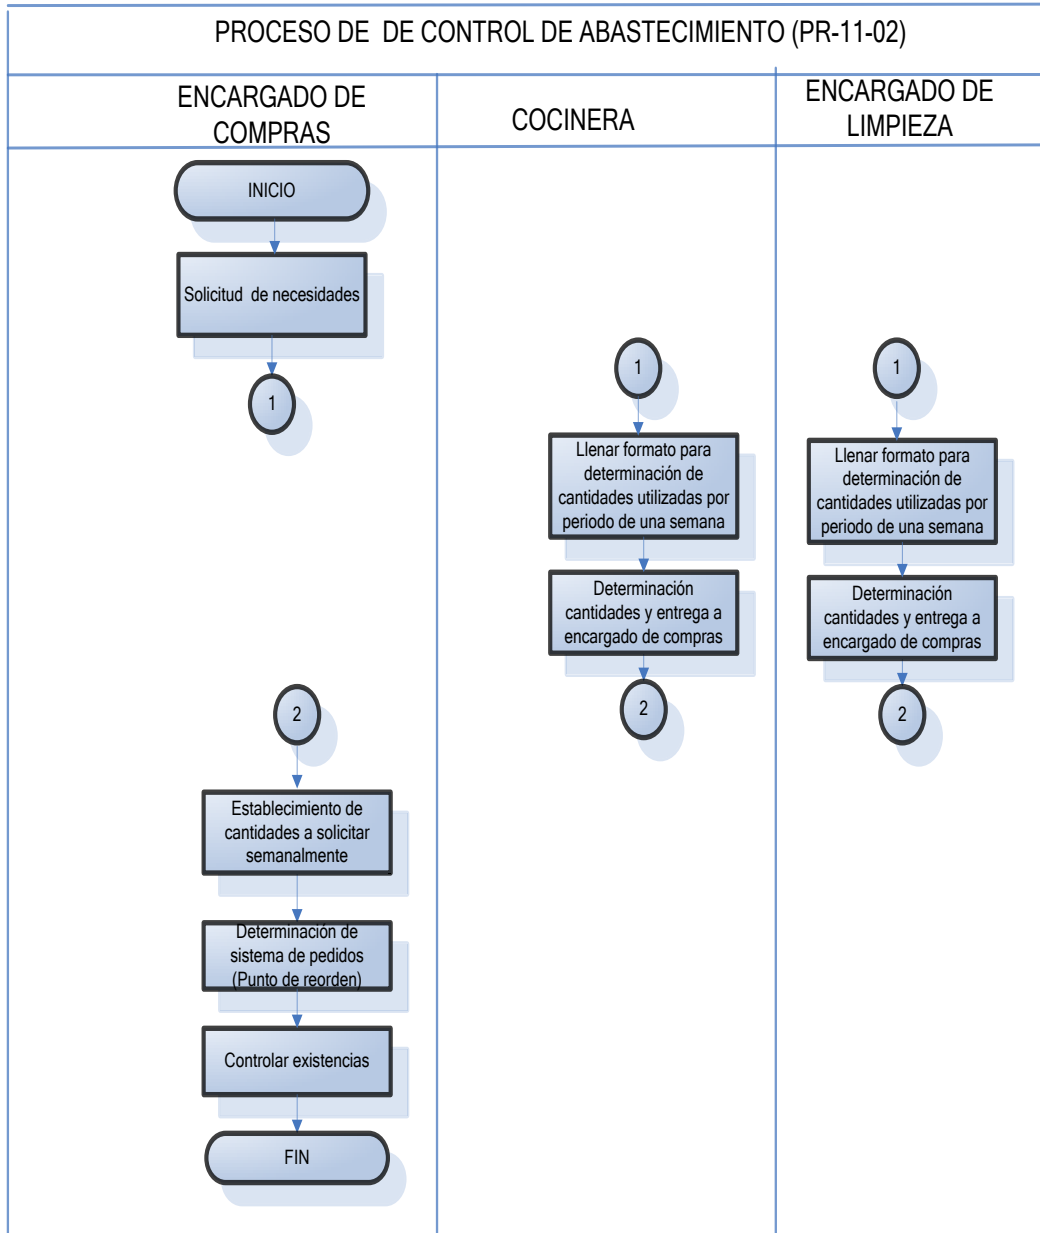 PROCESO DE  DE CONTROL DE ABASTECIMIENTO (PR-11-02)
ENCARGADO DE
COMPRAS
COCINERA
ENCARGADO DE
LIMPIEZA
INICIO
Solicitud  de necesidades
1
1
Llenar formato para
determinación de
cantidades utilizadas por
periodo de una semana
Determinación
cantidades y entrega a
encargado de compras
2
1
Llenar formato para
determinación de
cantidades utilizadas por
periodo de una semana
Determinación
cantidades y entrega a
encargado de compras
2
2
Establecimiento de
cantidades a solicitar
semanalmente
Determinación de
sistema de pedidos
(Punto de reorden)
Controlar existencias
FIN